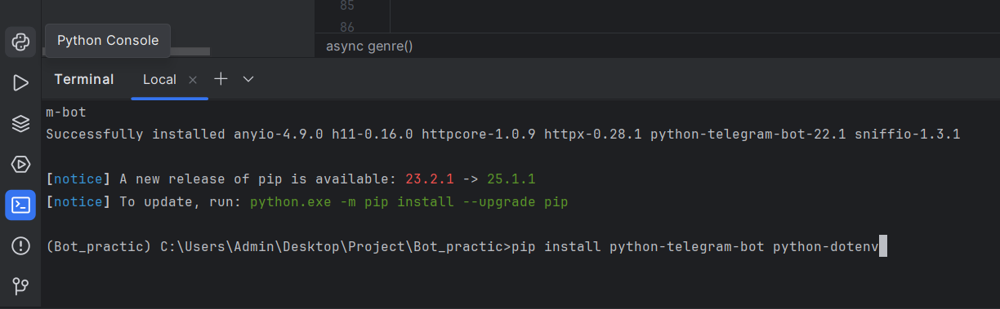 85
86
Python Console
async genre()
Terminal Local
m-bot
Successfully installed anyio-4.9.0 h11-0.16.0 httpcore-1.0.9 httpx-0.28.1 python-telegram-bot-22.1 sniffio-1.3.1
[notice] A new release of pip is available: 23.2.1 -> 25.1.1
[notice] To update, run: python.exe -m pip install --upgrade pip
(Bot_practic) C:\Users\Admin\Desktop\Project\Bot_practic>pip install python-telegram-bot python-dotenv